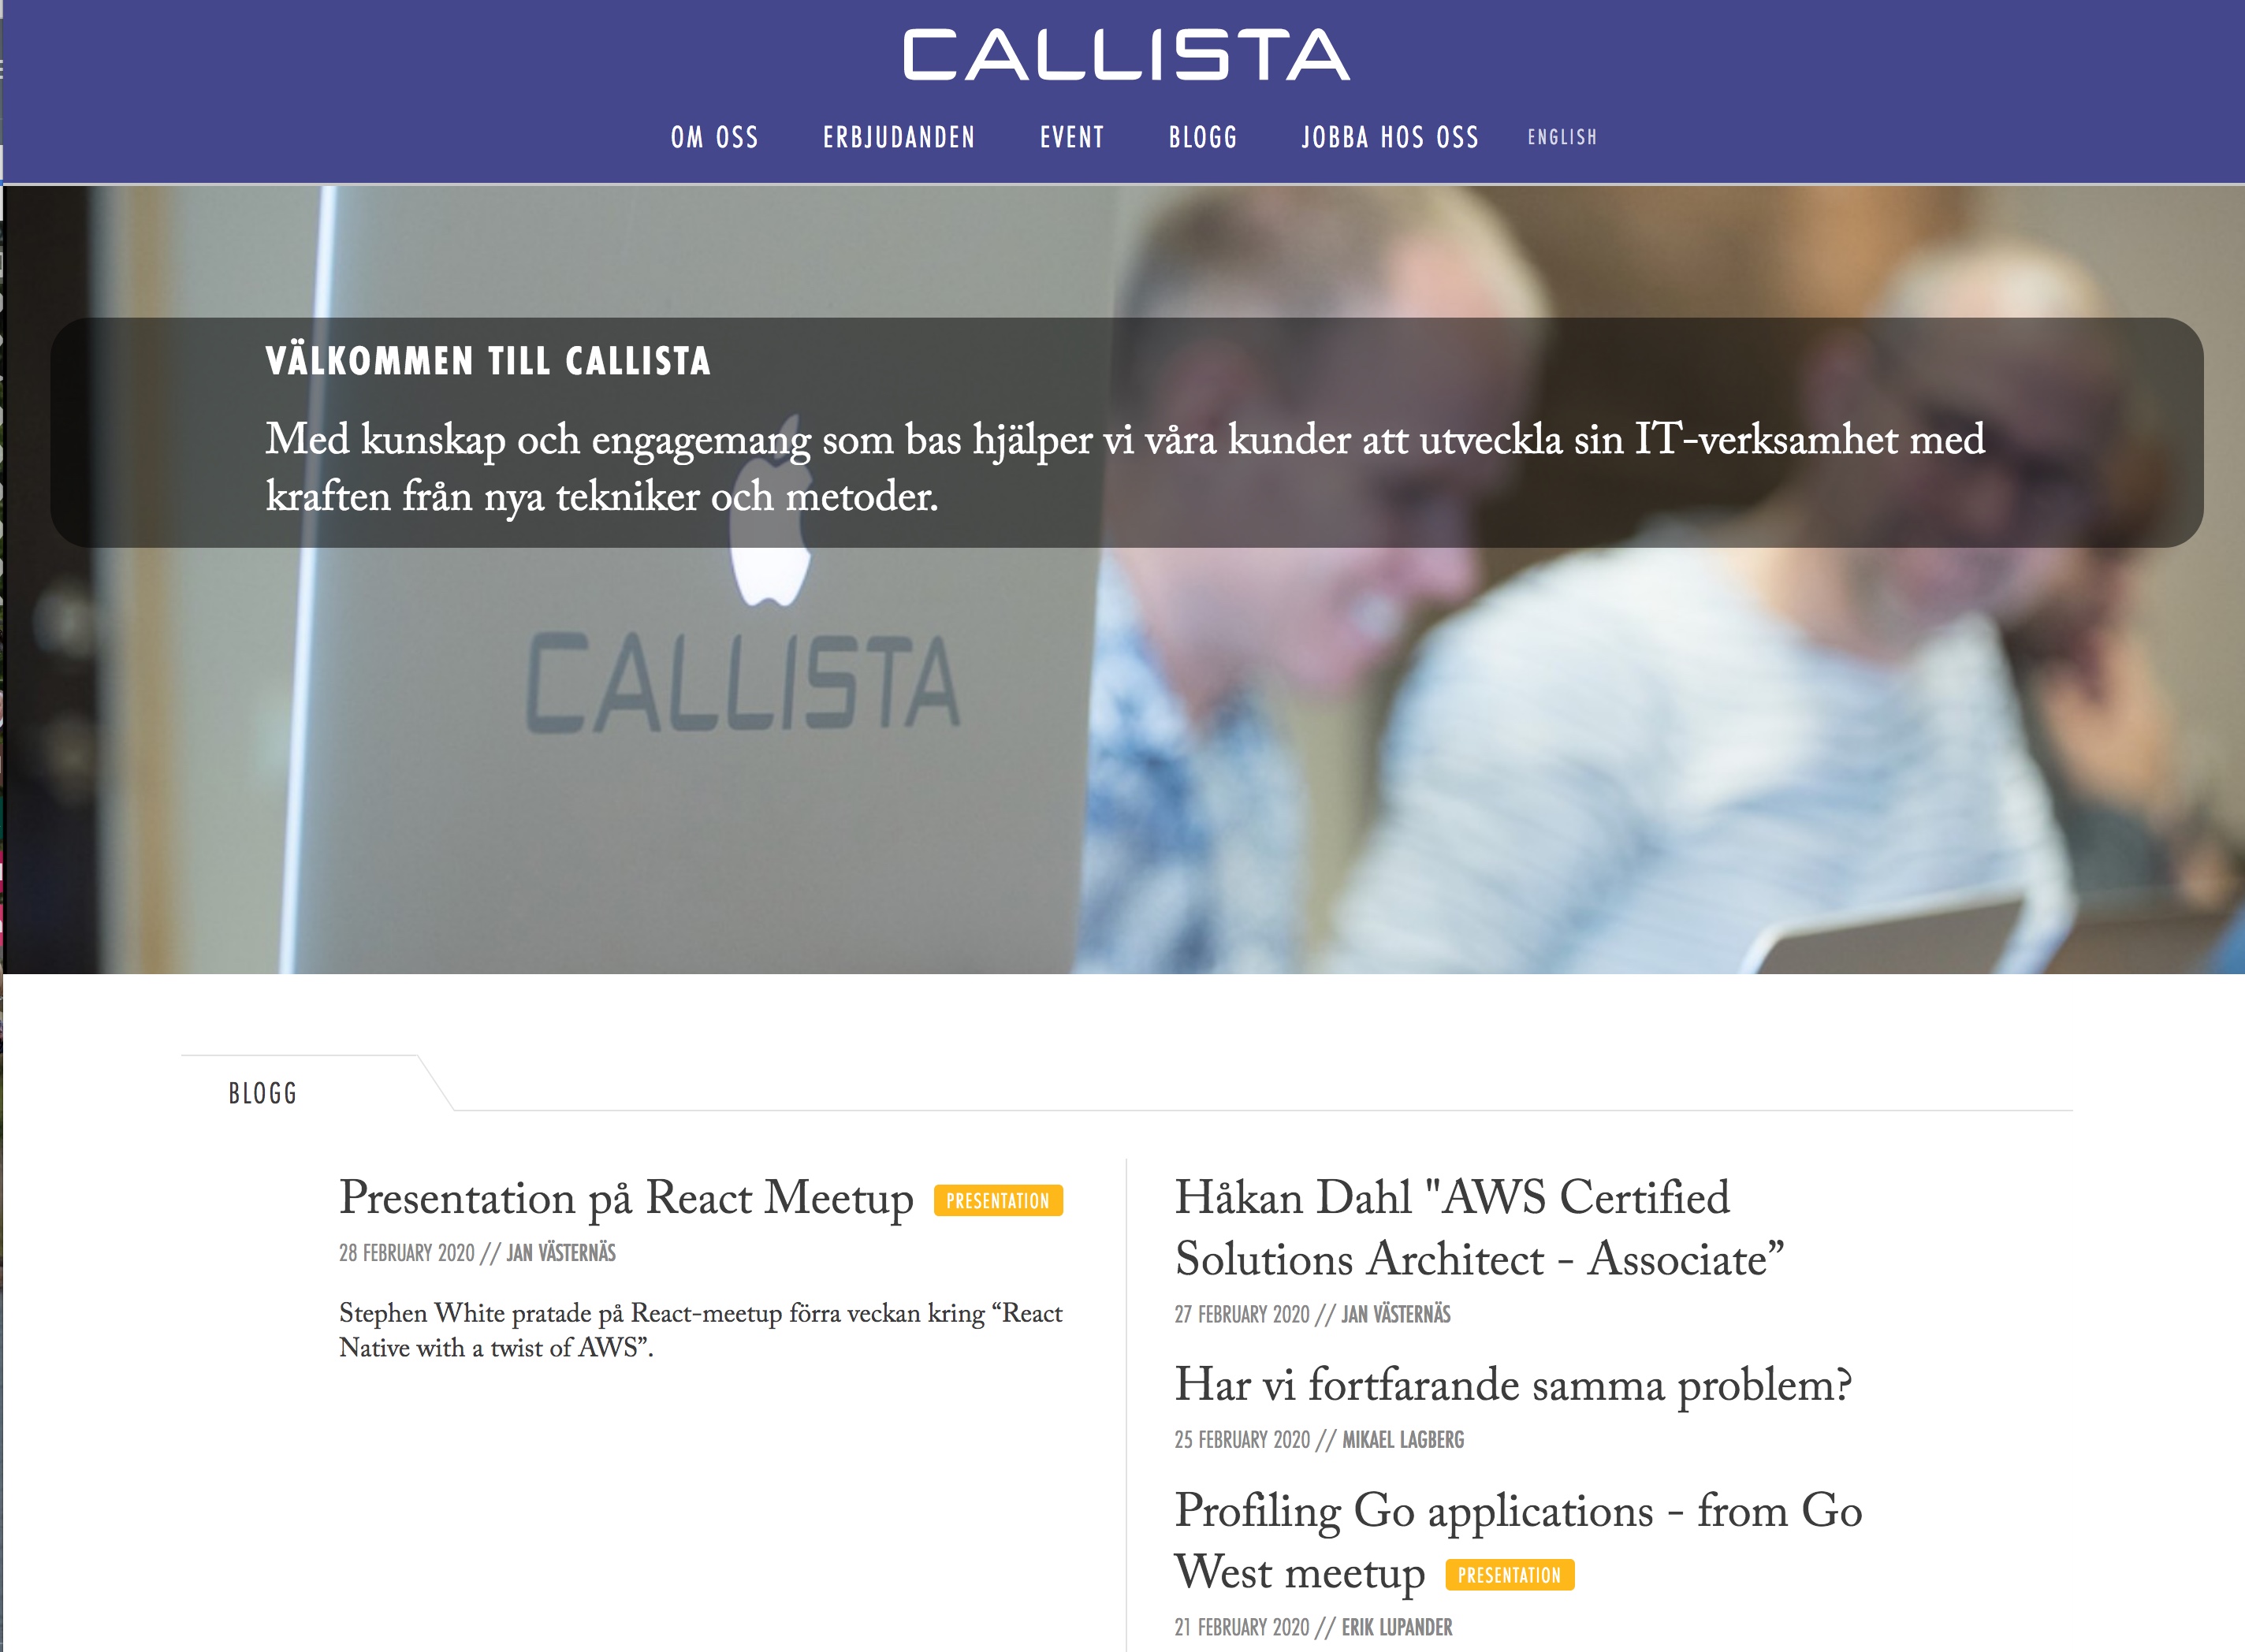 CALLISTA
OM OSS ERBJUDANDEN EVENT BLOGG JOBBA HOS OSS ENGLISH
VÄLKOMMEN TILL CALLISTA
Med kunskap och engagemang som bas hjälper vi våra kunder att utveckla sin IT-verksamhet med
kraften från nya tekniker och metoder.
CALLISTA
BLOGG
Presentation på React Meetup PRESENTATION
28 FEBRUARY 2020 // JAN VÄSTERNÄS
Stephen White pratade på React-meetup förra veckan kring “React
Native with a twist of AWS”.
Håkan Dahl "AWS Certified
Solutions Architect - Associate”
27 FEBRUARY 2020 // JAN VÄSTERNÄS
Har vi fortfarande samma problem?
25 FEBRUARY 2020 // MIKAEL LAGBERG
Profiling Go applications - from Go
West meetup PRESENTATION
21 FEBRUARY 2020 // ERIK LUPANDER